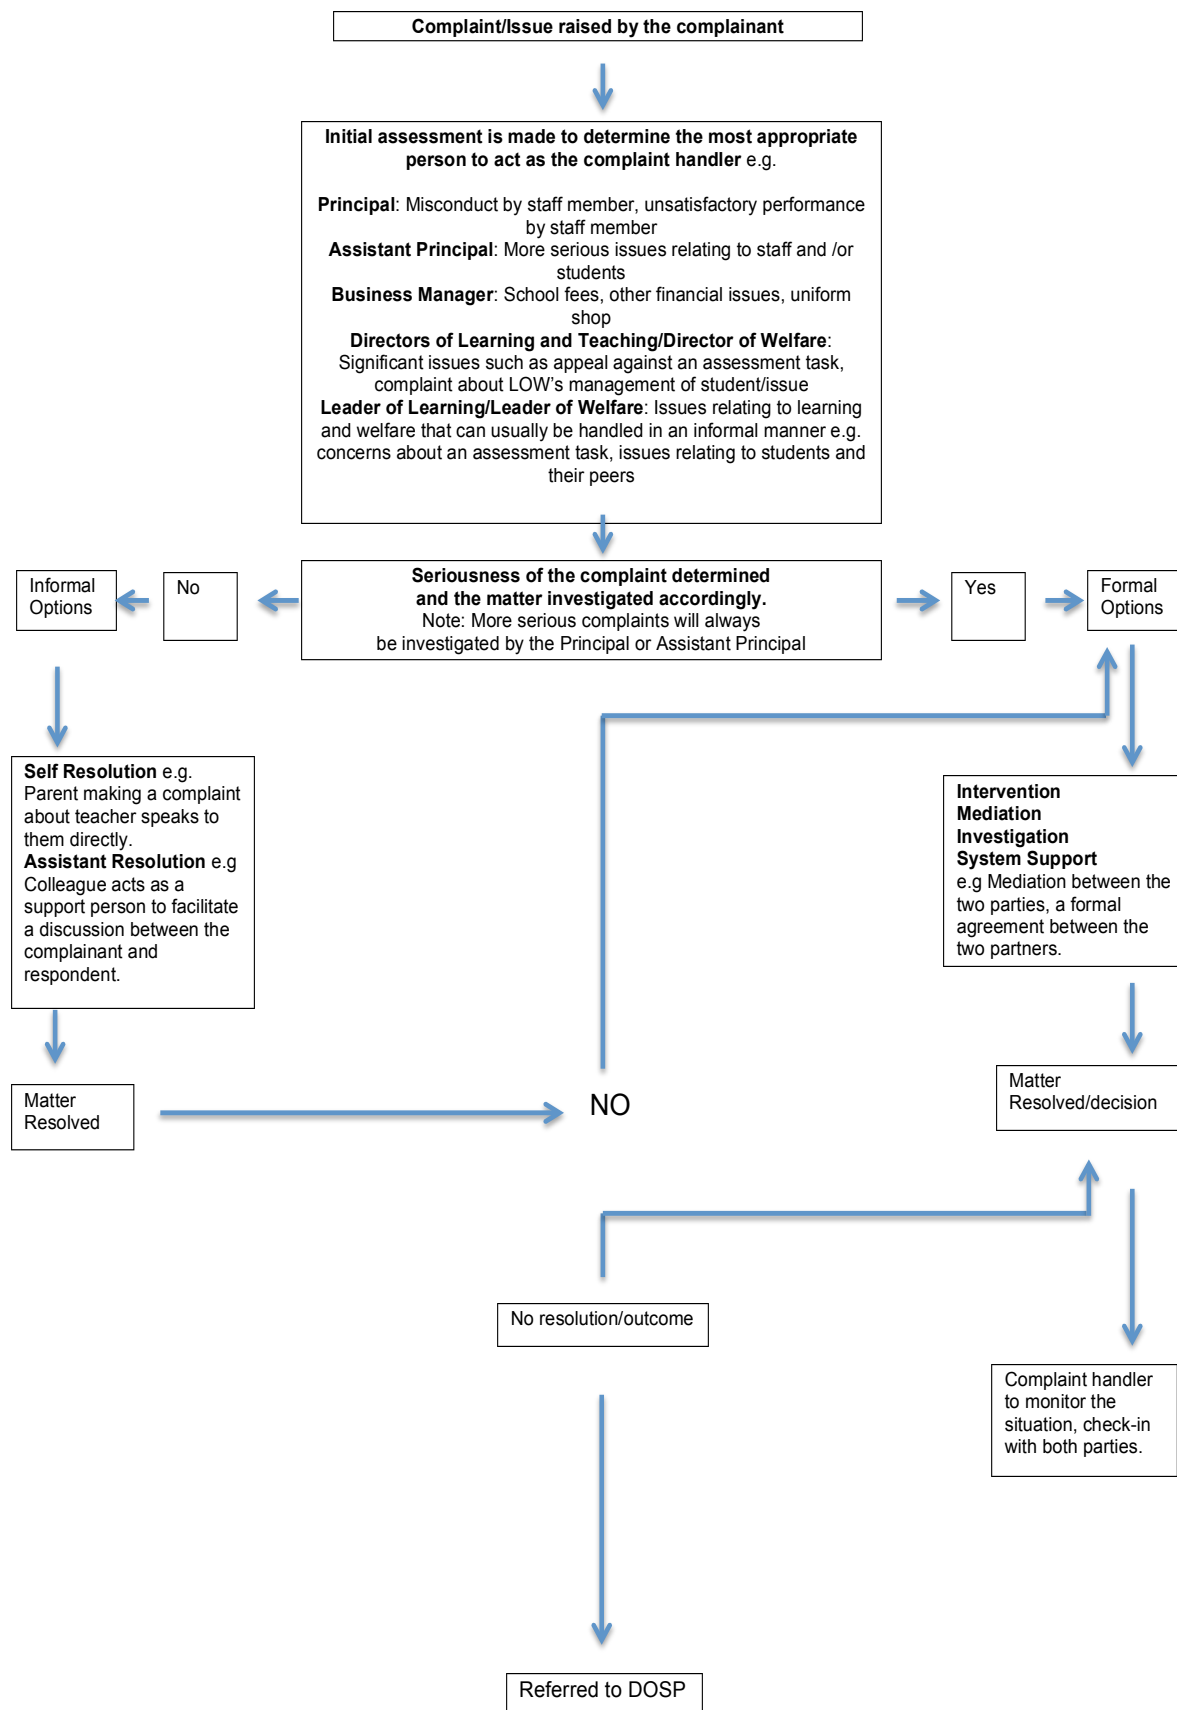 Complaint/Issue raised by the complainant
Initial assessment is made to determine the most appropriate
person to act as the complaint handler e.g.
Principal: Misconduct by staff member, unsatisfactory performance
by staff member
Assistant Principal: More serious issues relating to staff and /or
students
Business Manager: School fees, other financial issues, uniform
shop
Directors of Learning and Teaching/Director of Welfare:
Significant issues such as appeal against an assessment task,
complaint about LOW's management of student/issue
Leader of Learning/Leader of Welfare: Issues relating to learning
and welfare that can usually be handled in an informal manner e.g.
concerns about an assessment task, issues relating to students and
their peers
Informal
Options
No
Seriousness of the complaint determined
and the matter investigated accordingly.
Note: More serious complaints will always
be investigated by the Principal or Assistant Principal
Yes
Formal
Options
Self Resolution e.g.
Parent making a complaint
about teacher speaks to
them directly.
Assistant Resolution e.g
Colleague acts as a
support person to facilitate
a discussion between the
complainant and
respondent.
Intervention
Mediation
Investigation
System Support
e.g Mediation between the
two parties, a formal
agreement between the
two partners.
Matter
Resolved
NO
Matter
Resolved/decision
No resolution/outcome
Complaint handler
to monitor the
situation, check-in
with both parties.
Referred to DOSP